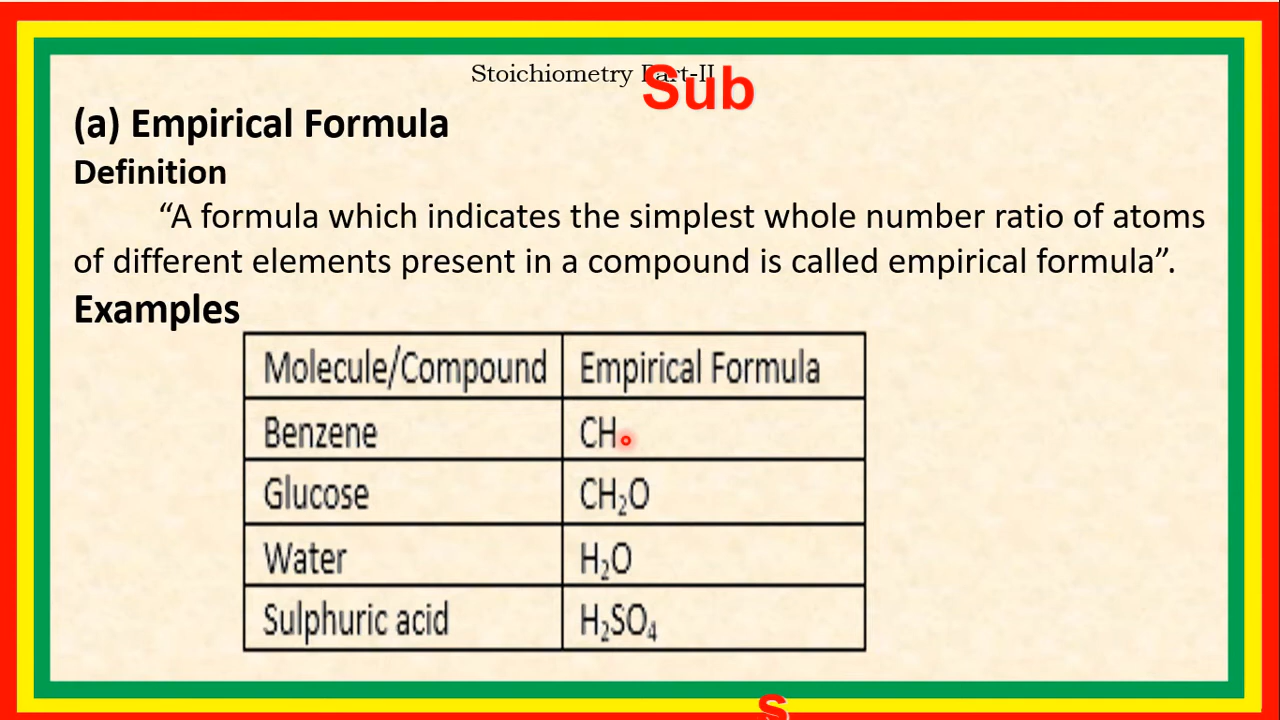 Stoichiometry Part-II
Sub
(a) Empirical Formula
Definition
“A formula which indicates the simplest whole number ratio of atoms
of different elements present in a compound is called empirical formula”.
Examples
Molecule/Compound Empirical Formula
Benzene CH
Glucose CH₂O
Water H₂O
Sulphuric acid H₂SO₄
s